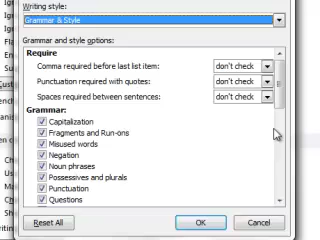 Writing style:
Grammar & Style
Grammar and style options:
Require
Comma required before last list item: don't check
Punctuation required with quotes: don't check
Spaces required between sentences: don't check
Grammar:
Capitalization
Fragments and Run-ons
Misused words
Negation
Noun phrases
Possessives and plurals
Punctuation
Questions
Reset All OK Cancel